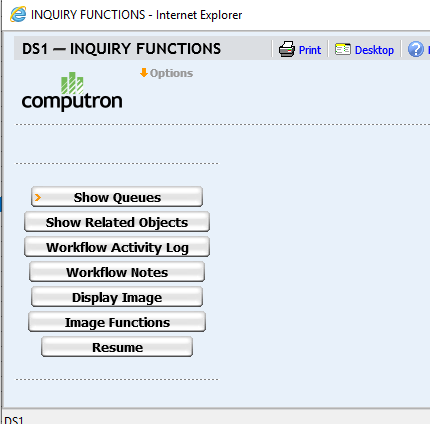 INQUIRY FUNCTIONS - Internet Explorer
DS1 — INQUIRY FUNCTIONS
Print
Desktop
Options
computron
Show Queues
Show Related Objects
Workflow Activity Log
Workflow Notes
Display Image
Image Functions
Resume
DS1